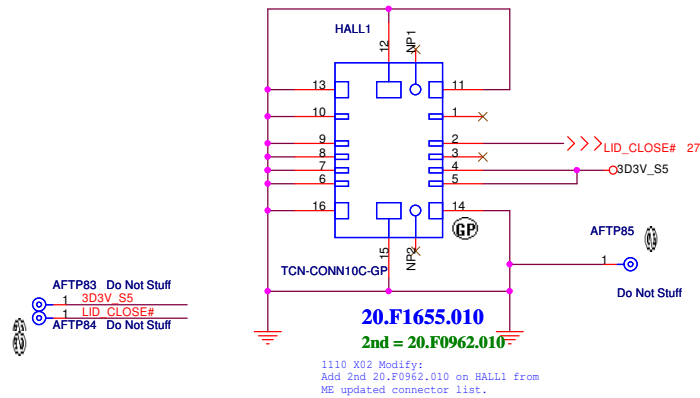 HALL1
12
NP1
13
11
10
1
9
2
LID_CLOSE# 27
8
3
7
4
3D3V_S5
6
5
16
14
GP
AFTP85
1
15
NP2
TCN-CONN10C-GP
AFTP83 Do Not Stuff
1 3D3V_S5
1 LID_CLOSE#
AFTP84 Do Not Stuff
Do Not Stuff
20.F1655.010
2nd = 20.F0962.010
1110 X02 Modify:
Add 2nd 20.F0962.010 on HALL1 from
ME updated connector list.